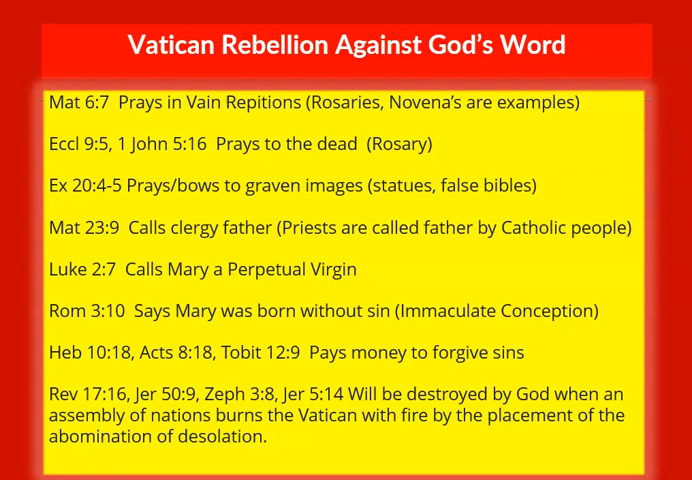 Vatican Rebellion Against God's Word
Mat 6:7  Prays in Vain Repitions (Rosaries, Novena's are examples)
Eccl 9:5, 1 John 5:16  Prays to the dead  (Rosary)
Ex 20:4-5 Prays/bows to graven images (statues, false bibles)
Mat 23:9  Calls clergy father (Priests are called father by Catholic people)
Luke 2:7  Calls Mary a Perpetual Virgin
Rom 3:10  Says Mary was born without sin (Immaculate Conception)
Heb 10:18, Acts 8:18, Tobit 12:9  Pays money to forgive sins
Rev 17:16, Jer 50:9, Zeph 3:8, Jer 5:14 Will be destroyed by God when an
assembly of nations burns the Vatican with fire by the placement of the
abomination of desolation.